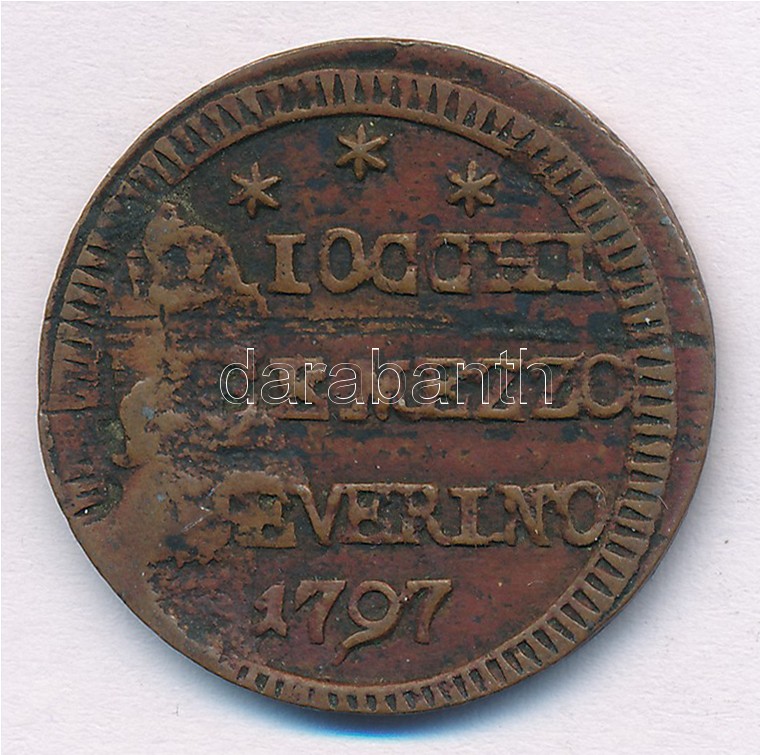 IOCCHI
MEZZO
EVERINO
1797
darabanth